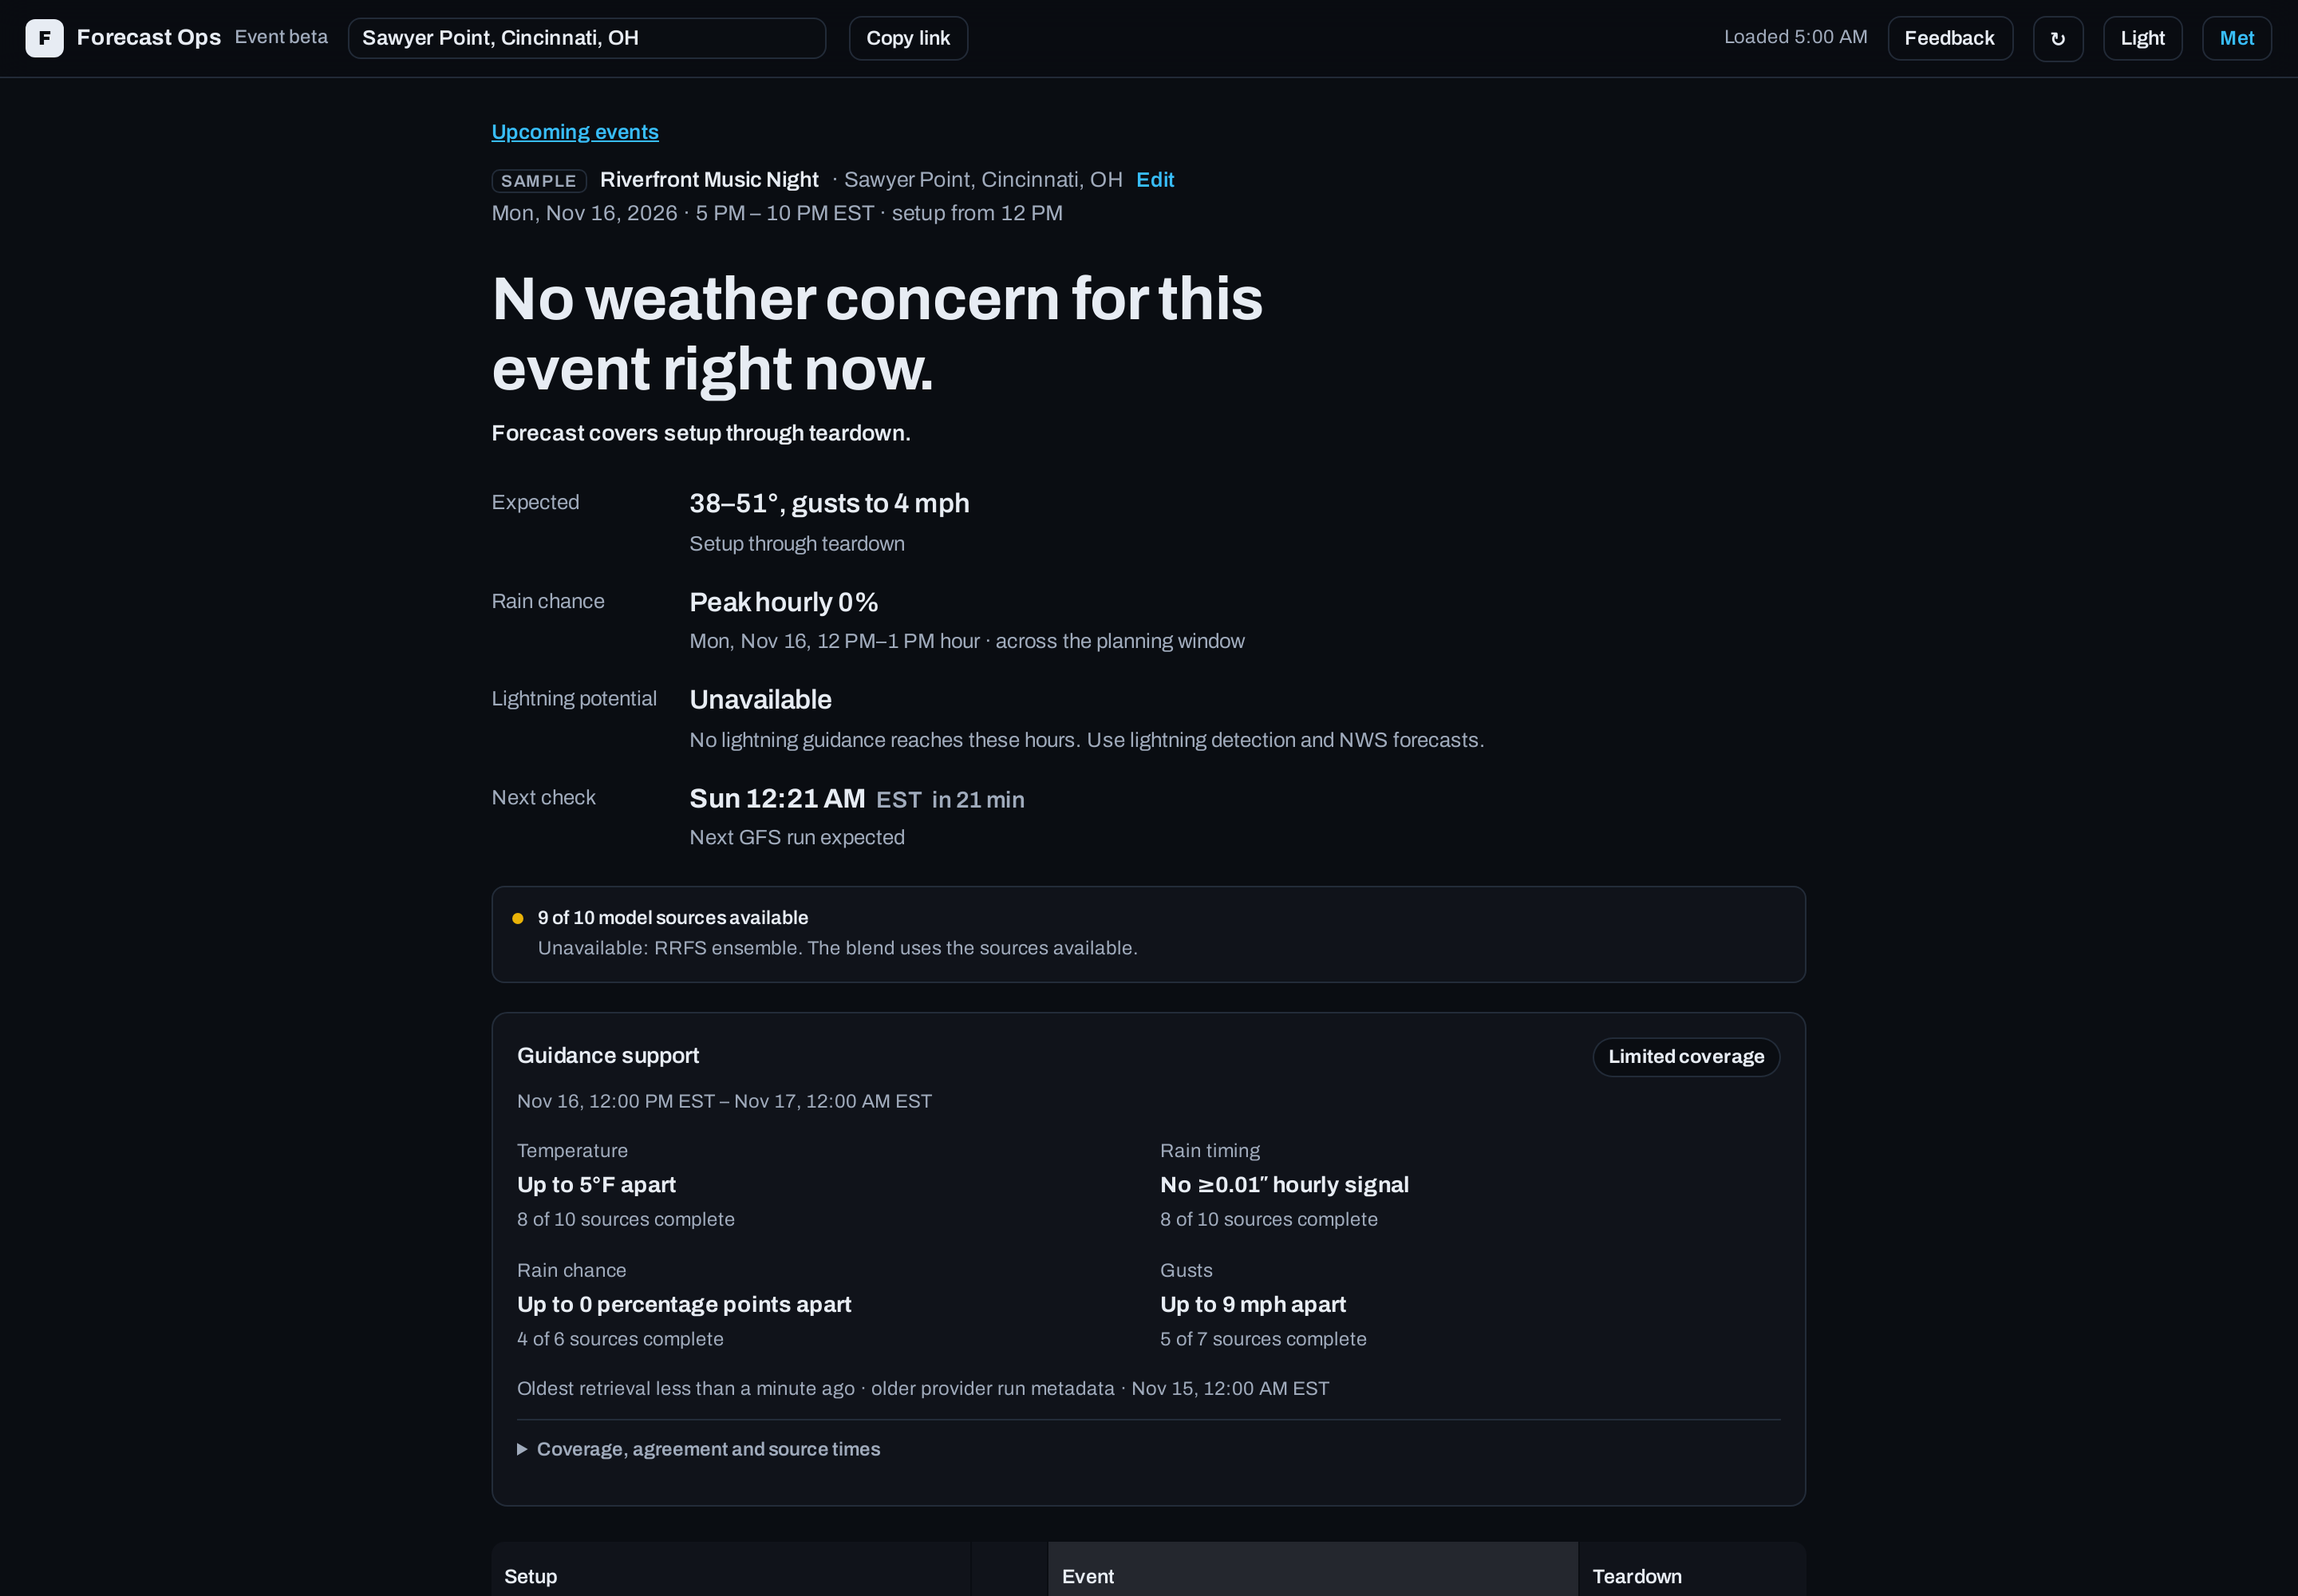 F Forecast Ops Event beta Sawyer Point, Cincinnati, OH Copy link Loaded 5:00 AM Feedback ↻ Light Met
Upcoming events
SAMPLE Riverfront Music Night · Sawyer Point, Cincinnati, OH Edit
Mon, Nov 16, 2026 · 5 PM – 10 PM EST · setup from 12 PM
No weather concern for this
event right now.
Forecast covers setup through teardown.
Expected 38–51°, gusts to 4 mph
Setup through teardown
Rain chance Peak hourly 0%
Mon, Nov 16, 12 PM–1 PM hour · across the planning window
Lightning potential Unavailable
No lightning guidance reaches these hours. Use lightning detection and NWS forecasts.
Next check Sun 12:21 AM EST in 21 min
Next GFS run expected
9 of 10 model sources available
Unavailable: RRFS ensemble. The blend uses the sources available.
Guidance support Limited coverage
Nov 16, 12:00 PM EST – Nov 17, 12:00 AM EST
Temperature Rain timing
Up to 5°F apart No ≥0.01″ hourly signal
8 of 10 sources complete 8 of 10 sources complete
Rain chance Gusts
Up to 0 percentage points apart Up to 9 mph apart
4 of 6 sources complete 5 of 7 sources complete
Oldest retrieval less than a minute ago · older provider run metadata · Nov 15, 12:00 AM EST
▶ Coverage, agreement and source times
Setup Event Teardown